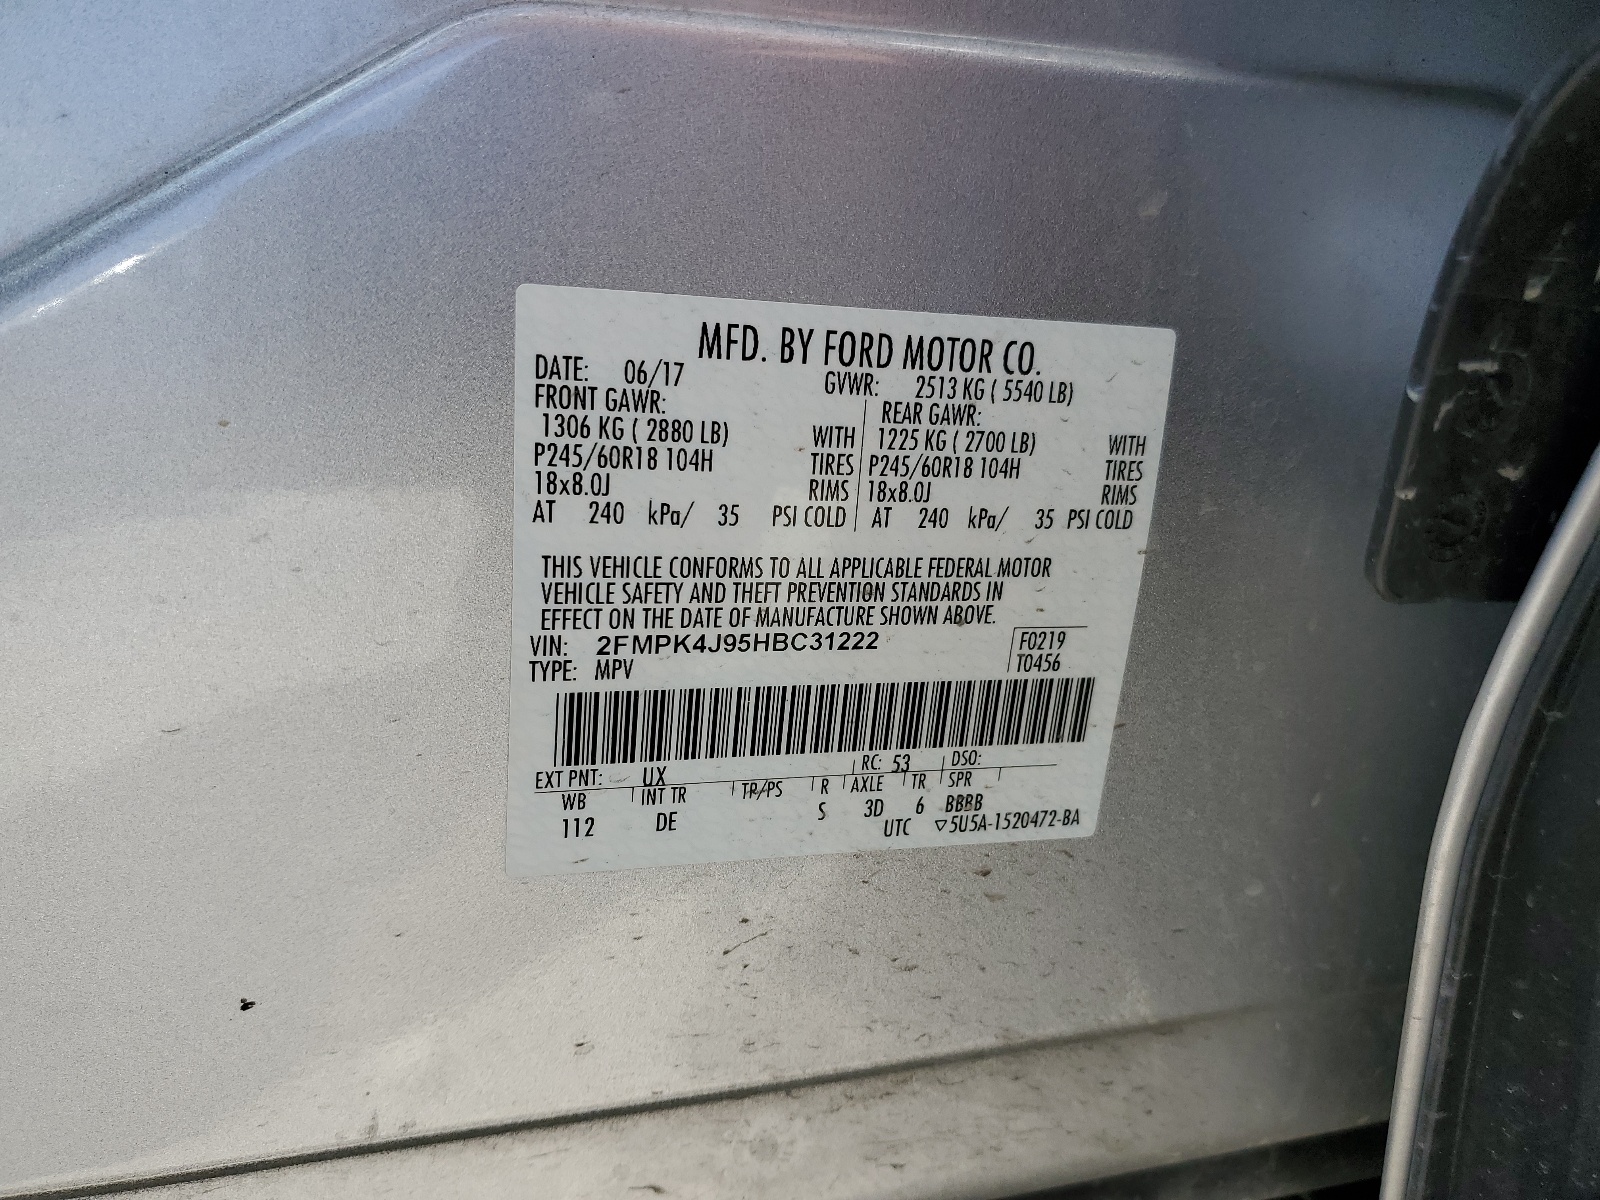 MFD. BY FORD MOTOR CO.
DATE: 06/17 GVWR: 2513 KG ( 5540 LB)
FRONT GAWR: REAR GAWR:
1306 KG ( 2880 LB) WITH 1225 KG ( 2700 LB) WITH
P245/60R18 104H TIRES P245/60R18 104H TIRES
18x8.0J RIMS 18x8.0J RIMS
AT 240 kPa/ 35 PSI COLD AT 240 kPa/ 35 PSI COLD
THIS VEHICLE CONFORMS TO ALL APPLICABLE FEDERAL MOTOR
VEHICLE SAFETY AND THEFT PREVENTION STANDARDS IN
EFFECT ON THE DATE OF MANUFACTURE SHOWN ABOVE.
VIN: 2FMPK4J95HBC31222 F0219
TYPE: MPV T0456
EXT PNT: UX RC: 53 DSO:
WB INT TR TP/PS R AXLE TR SPR
112 DE S 3D 6 BBBB
UTC ▽5U5A-1520472-BA